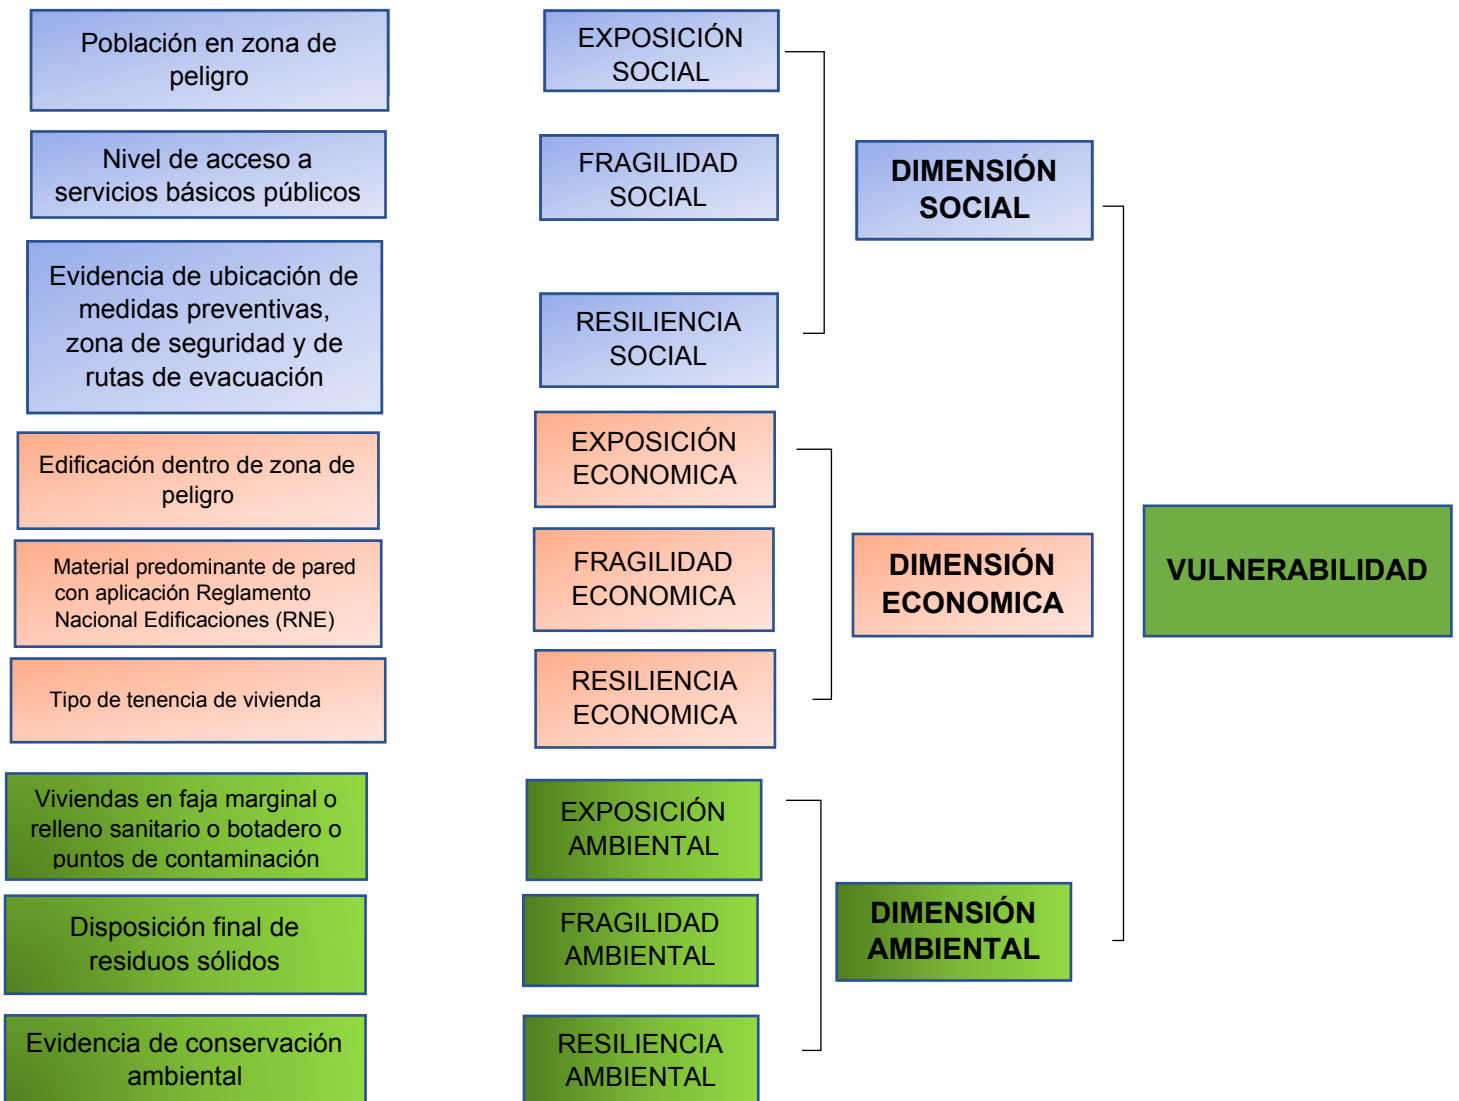 Población en zona de
peligro
EXPOSICIÓN
SOCIAL
Nivel de acceso a
servicios básicos públicos
FRAGILIDAD
SOCIAL
DIMENSIÓN
SOCIAL
Evidencia de ubicación de
medidas preventivas,
zona de seguridad y de
rutas de evacuación
RESILIENCIA
SOCIAL
Edificación dentro de zona de
peligro
EXPOSICIÓN
ECONOMICA
Material predominante de pared
con aplicación Reglamento
Nacional Edificaciones (RNE)
FRAGILIDAD
ECONOMICA
DIMENSIÓN
ECONOMICA
VULNERABILIDAD
Tipo de tenencia de vivienda
RESILIENCIA
ECONOMICA
Viviendas en faja marginal o
relleno sanitario o botadero o
puntos de contaminación
EXPOSICIÓN
AMBIENTAL
Disposición final de
residuos sólidos
FRAGILIDAD
AMBIENTAL
DIMENSIÓN
AMBIENTAL
Evidencia de conservación
ambiental
RESILIENCIA
AMBIENTAL